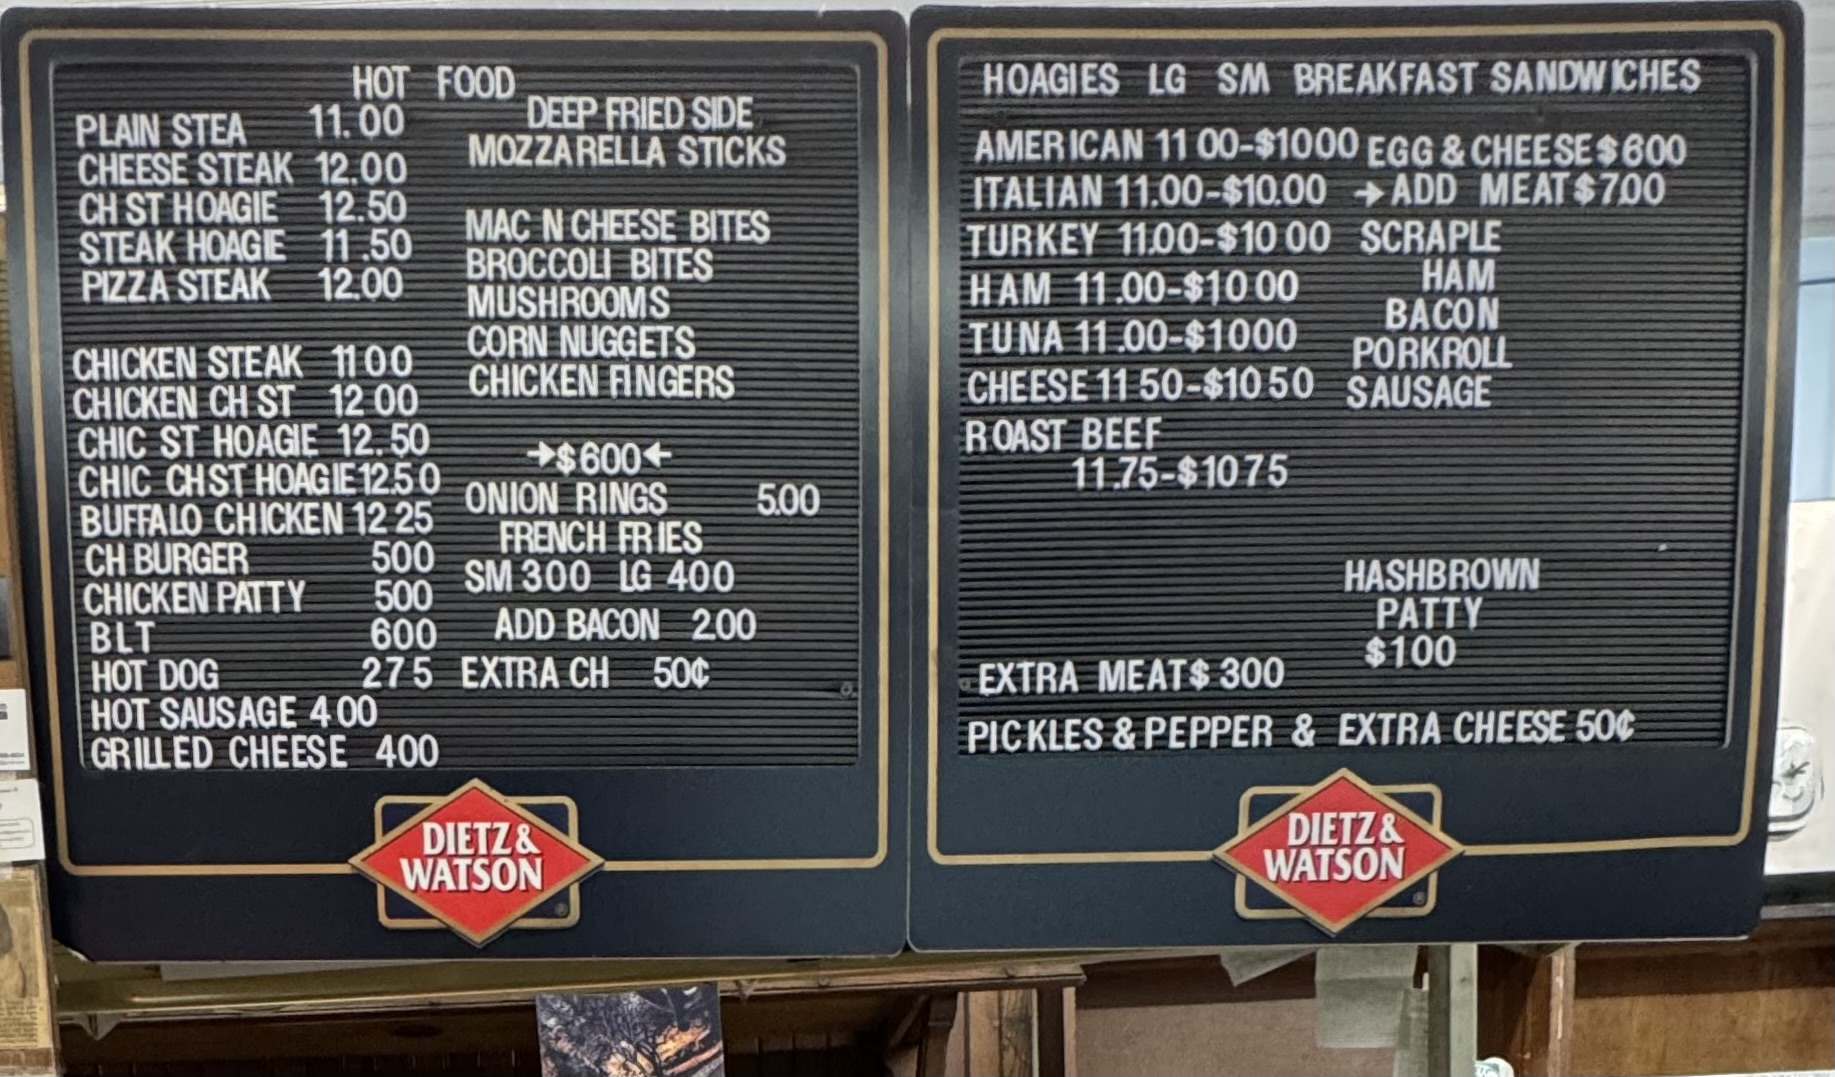 HOT FOOD
PLAIN STEA 11.00
CHEESE STEAK 12.00
CH ST HOAGIE 12.50
STEAK HOAGIE 11.50
PIZZA STEAK 12.00
CHICKEN STEAK 1100
CHICKEN CH ST 12 00
CHIC ST HOAGIE 12.50
CHIC CHST HOAGIE 12.50
BUFFALO CHICKEN 12 25
CH BURGER 500
CHICKEN PATTY 500
BLT 600
HOT DOG 275
HOT SAUSAGE 4 00
GRILLED CHEESE 400
DEEP FRIED SIDE
MOZZARELLA STICKS
MAC N CHEESE BITES
BROCCOLI BITES
MUSHROOMS
CORN NUGGETS
CHICKEN FINGERS
→$600←
ONION RINGS 5.00
FRENCH FRIES
SM 300 LG 400
ADD BACON 2.00
EXTRA CH 50¢
DIETZ &
WATSON
HOAGIES LG SM BREAKFAST SANDWICHES
AMERICAN 11 00-$1000
ITALIAN 11.00-$10.00
TURKEY 11.00-$10 00
HAM 11.00-$10 00
TUNA 11.00-$1000
CHEESE 11 50-$10 50
ROAST BEEF
11.75-$1075
EGG & CHEESE $600
→ADD MEAT $7.00
SCRAPLE
HAM
BACON
PORKROLL
SAUSAGE
HASHBROWN
PATTY
$100
EXTRA MEAT $300
PICKLES & PEPPER & EXTRA CHEESE 50¢
DIETZ &
WATSON